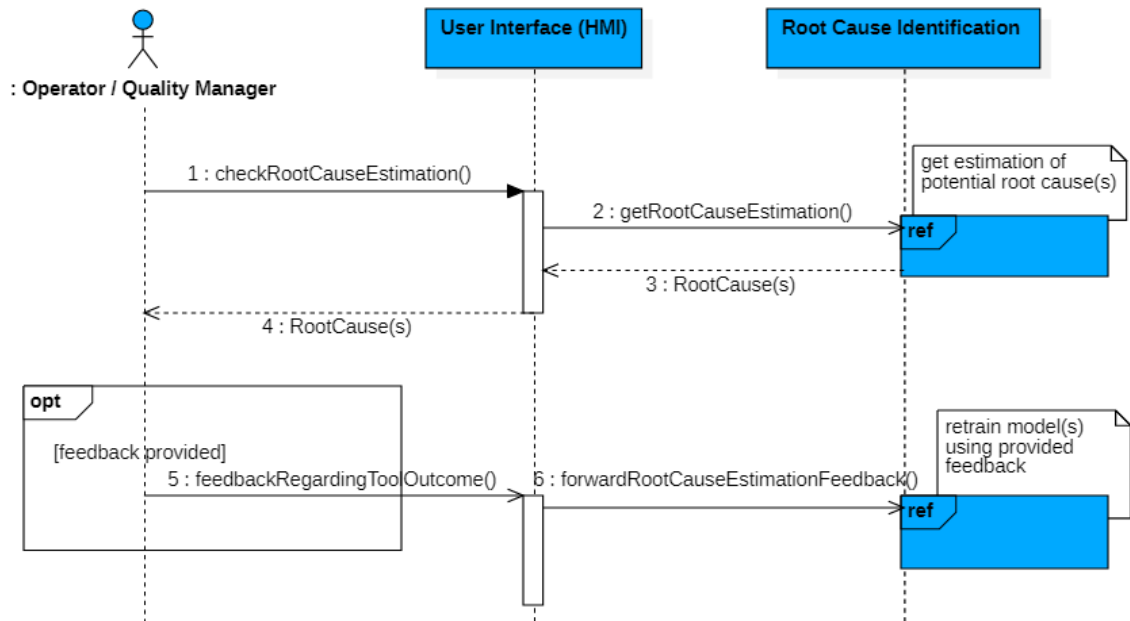 User Interface (HMI)
Root Cause Identification
: Operator / Quality Manager
get estimation of
potential root cause(s)
1 : checkRootCauseEstimation()
2 : getRootCauseEstimation()
ref
3 : RootCause(s)
4 : RootCause(s)
opt
[feedback provided]
retrain model(s)
using provided
feedback
5 : feedbackRegardingToolOutcome()
6 : forwardRootCauseEstimationFeedback()
ref